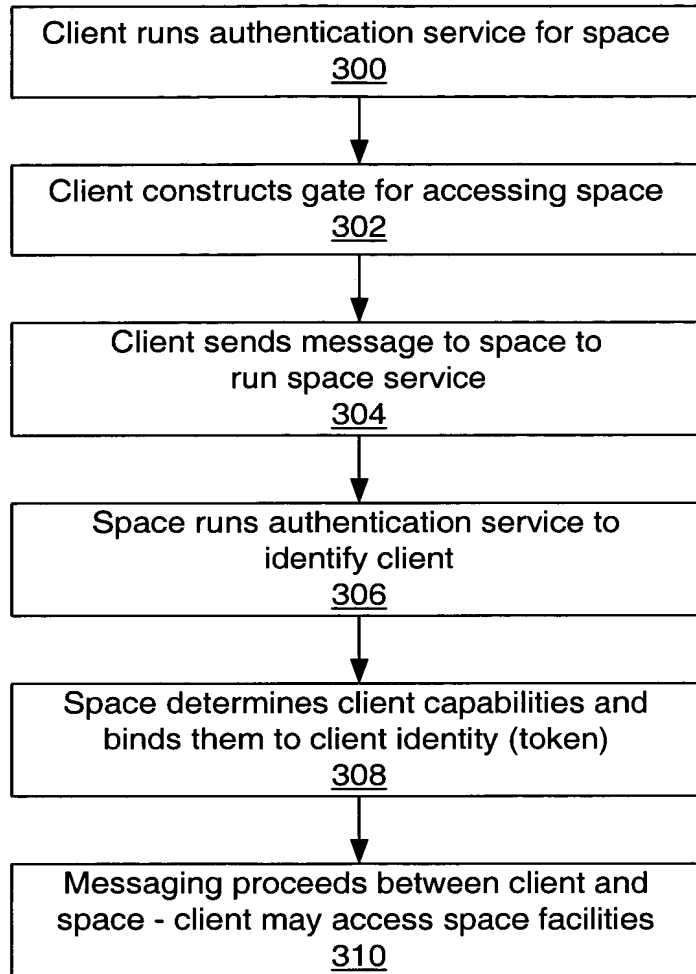 Client runs authentication service for space
300
Client constructs gate for accessing space
302
Client sends message to space to
run space service
304
Space runs authentication service to
identify client
306
Space determines client capabilities and
binds them to client identity (token)
308
Messaging proceeds between client and
space - client may access space facilities
310